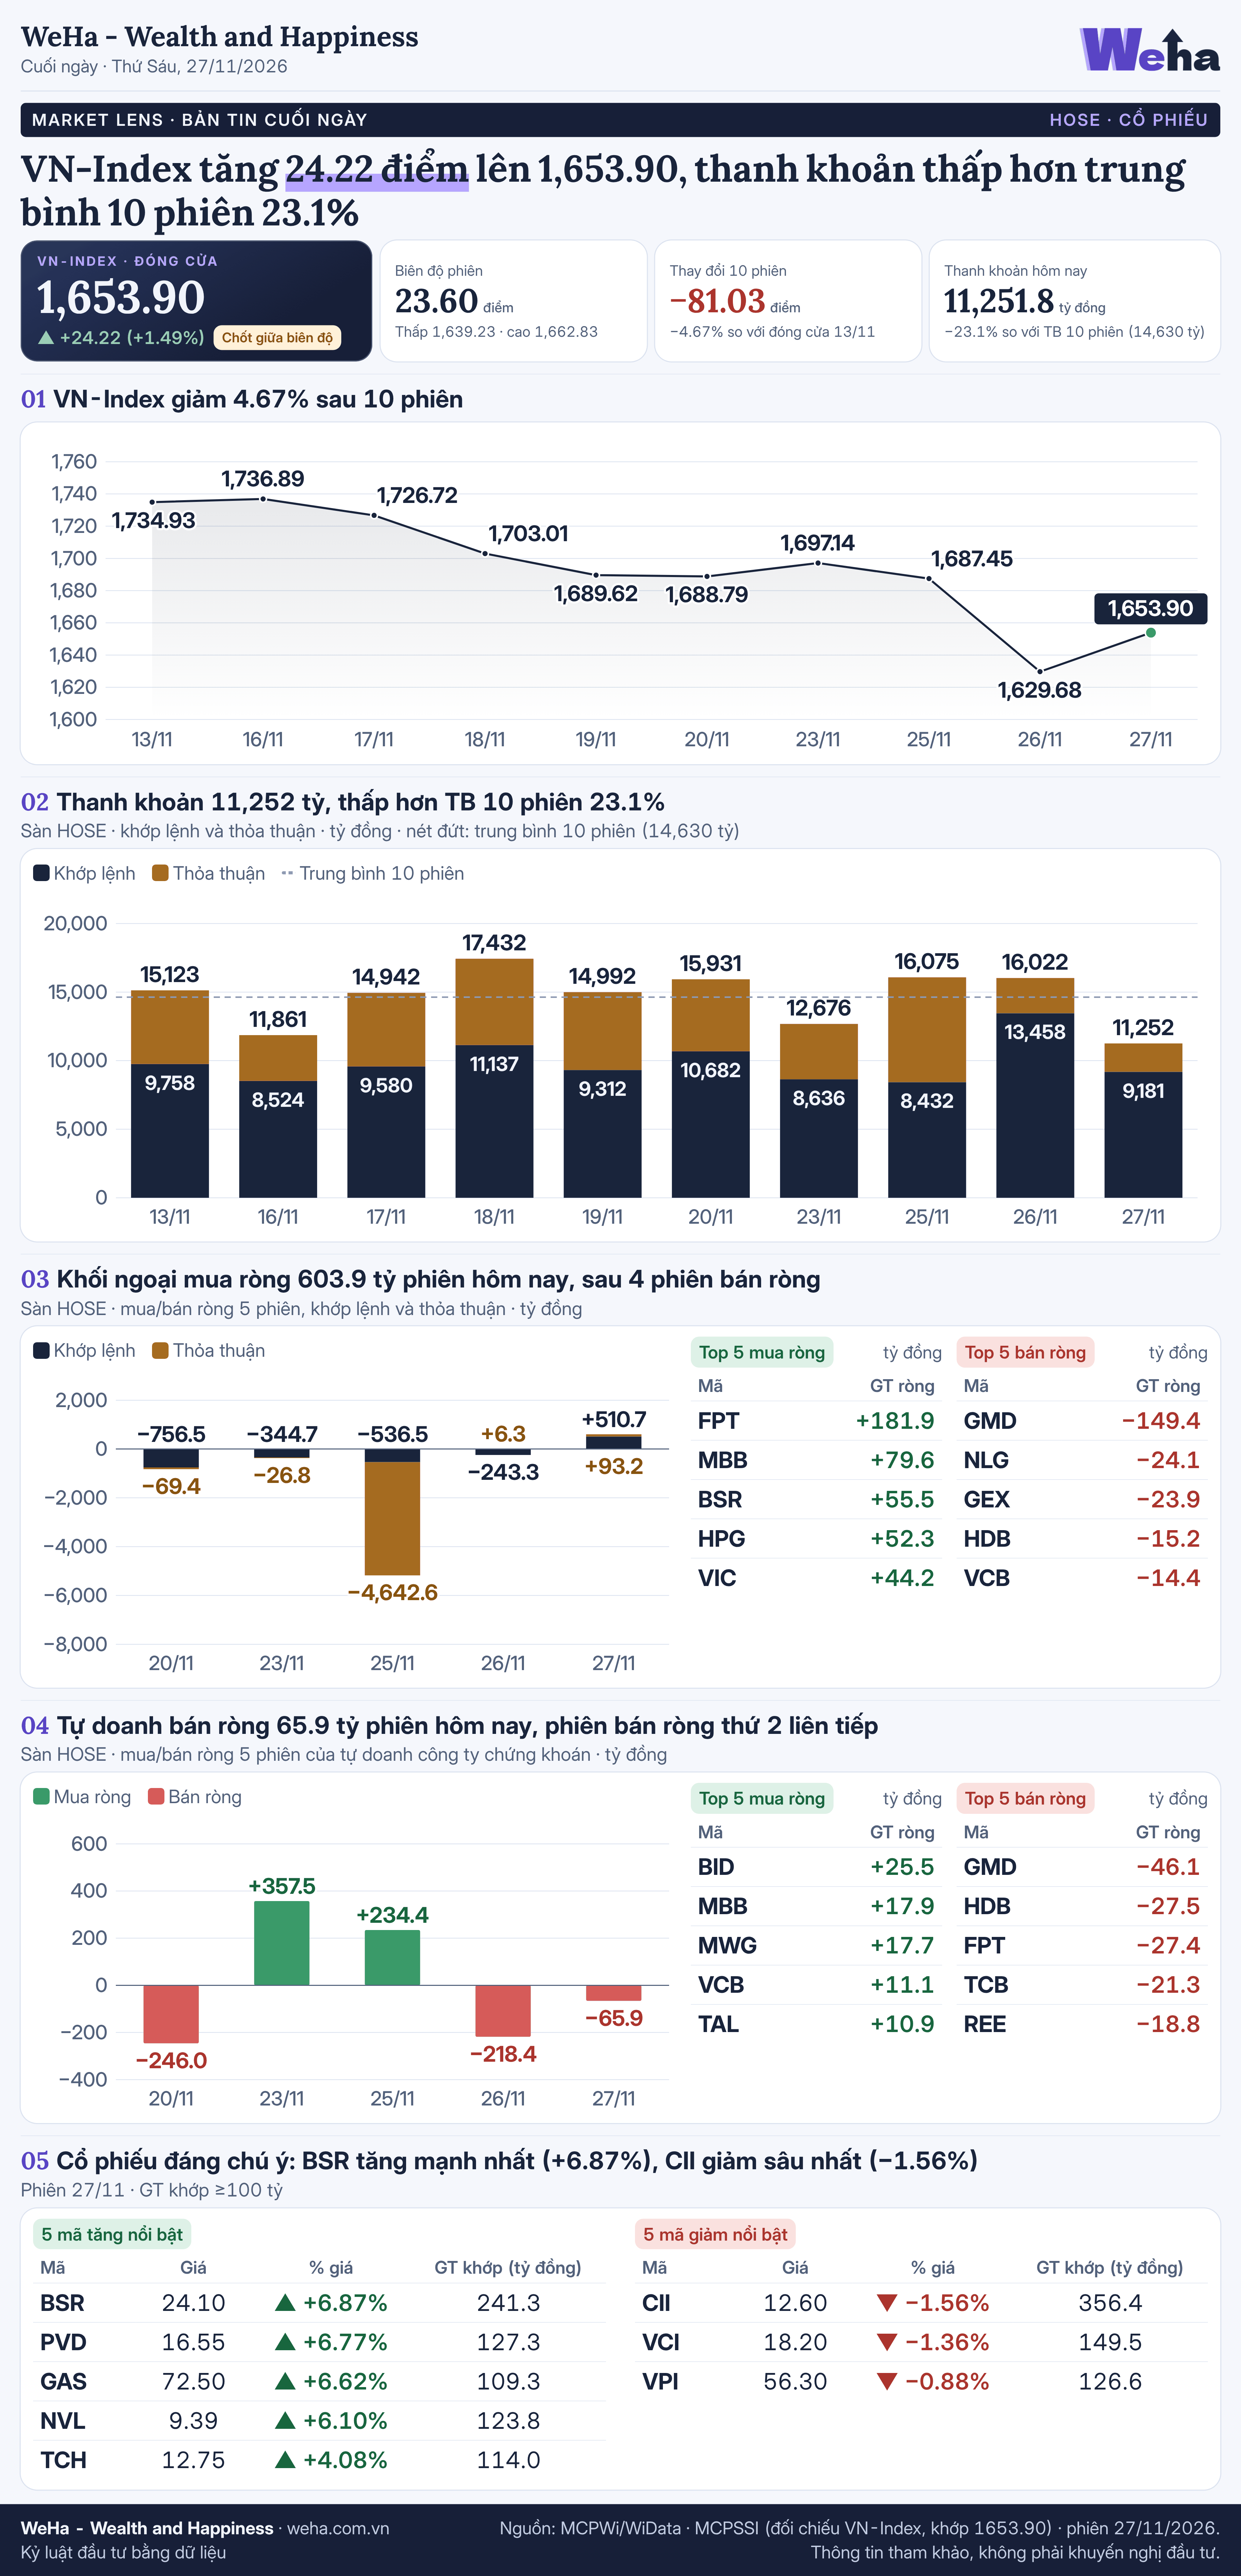 WeHa - Wealth and Happiness
Cuối ngày · Thứ Sáu, 27/11/2026
Weha
MARKET LENS · BẢN TIN CUỐI NGÀY
HOSE · CỔ PHIẾU
VN-Index tăng 24.22 điểm lên 1,653.90, thanh khoản thấp hơn trung
bình 10 phiên 23.1%
VN-INDEX · ĐÓNG CỬA
1,653.90
▲ +24.22 (+1.49%) Chốt giữa biên độ
Biên độ phiên
23.60 điểm
Thấp 1,639.23 · cao 1,662.83
Thay đổi 10 phiên
−81.03 điểm
−4.67% so với đóng cửa 13/11
Thanh khoản hôm nay
11,251.8 tỷ đồng
−23.1% so với TB 10 phiên (14,630 tỷ)
01 VN-Index giảm 4.67% sau 10 phiên
1,760
1,740
1,720
1,700
1,680
1,660
1,640
1,620
1,600
1,734.93
1,736.89
1,726.72
1,703.01
1,689.62
1,688.79
1,697.14
1,687.45
1,629.68
1,653.90
13/11 16/11 17/11 18/11 19/11 20/11 23/11 25/11 26/11 27/11
02 Thanh khoản 11,252 tỷ, thấp hơn TB 10 phiên 23.1%
Sàn HOSE · khớp lệnh và thỏa thuận · tỷ đồng · nét đứt: trung bình 10 phiên (14,630 tỷ)
Khớp lệnh Thỏa thuận Trung bình 10 phiên
20,000
15,000
10,000
5,000
0
15,123 11,861 14,942 17,432 14,992 15,931 12,676 16,075 16,022 11,252
9,758 8,524 9,580 11,137 9,312 10,682 8,636 8,432 13,458 9,181
13/11 16/11 17/11 18/11 19/11 20/11 23/11 25/11 26/11 27/11
03 Khối ngoại mua ròng 603.9 tỷ phiên hôm nay, sau 4 phiên bán ròng
Sàn HOSE · mua/bán ròng 5 phiên, khớp lệnh và thỏa thuận · tỷ đồng
Khớp lệnh Thỏa thuận
2,000
0
−2,000
−4,000
−6,000
−8,000
−756.5 −344.7 −536.5 +6.3 +510.7
−69.4 −26.8 −4,642.6 −243.3 +93.2
20/11 23/11 25/11 26/11 27/11
Top 5 mua ròng tỷ đồng
Mã GT ròng
FPT +181.9
MBB +79.6
BSR +55.5
HPG +52.3
VIC +44.2
Top 5 bán ròng tỷ đồng
Mã GT ròng
GMD −149.4
NLG −24.1
GEX −23.9
HDB −15.2
VCB −14.4
04 Tự doanh bán ròng 65.9 tỷ phiên hôm nay, phiên bán ròng thứ 2 liên tiếp
Sàn HOSE · mua/bán ròng 5 phiên của tự doanh công ty chứng khoán · tỷ đồng
Mua ròng Bán ròng
600
400
200
0
−200
−400
−246.0 +357.5 +234.4 −218.4 −65.9
20/11 23/11 25/11 26/11 27/11
Top 5 mua ròng tỷ đồng
Mã GT ròng
BID +25.5
MBB +17.9
MWG +17.7
VCB +11.1
TAL +10.9
Top 5 bán ròng tỷ đồng
Mã GT ròng
GMD −46.1
HDB −27.5
FPT −27.4
TCB −21.3
REE −18.8
05 Cổ phiếu đáng chú ý: BSR tăng mạnh nhất (+6.87%), CII giảm sâu nhất (−1.56%)
Phiên 27/11 · GT khớp ≥100 tỷ
5 mã tăng nổi bật
Mã Giá % giá GT khớp (tỷ đồng)
BSR 24.10 ▲ +6.87% 241.3
PVD 16.55 ▲ +6.77% 127.3
GAS 72.50 ▲ +6.62% 109.3
NVL 9.39 ▲ +6.10% 123.8
TCH 12.75 ▲ +4.08% 114.0
5 mã giảm nổi bật
Mã Giá % giá GT khớp (tỷ đồng)
CII 12.60 ▼ −1.56% 356.4
VCI 18.20 ▼ −1.36% 149.5
VPI 56.30 ▼ −0.88% 126.6
WeHa - Wealth and Happiness · weha.com.vn
Kỷ luật đầu tư bằng dữ liệu
Nguồn: MCPWi/WiData · MCPSSI (đối chiếu VN-Index, khớp 1653.90) · phiên 27/11/2026.
Thông tin tham khảo, không phải khuyến nghị đầu tư.